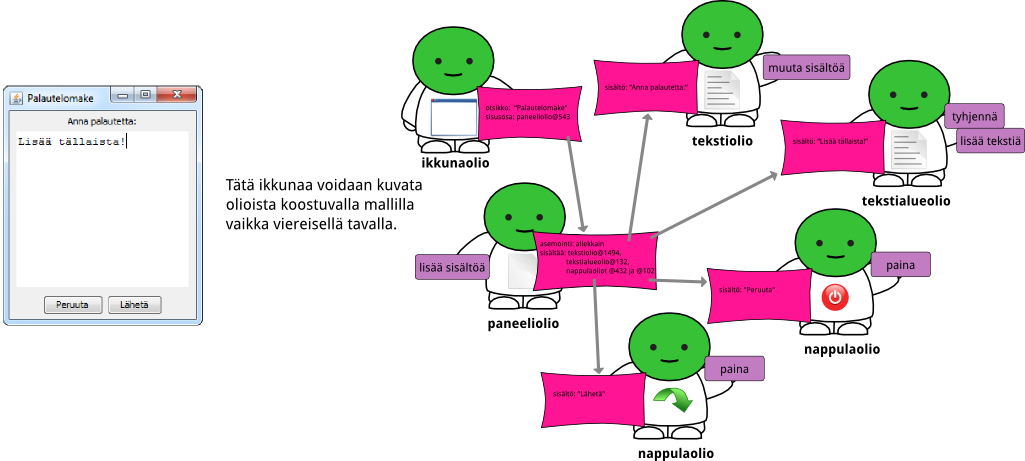 Palautelomake
Anna palautetta:
Lisää tällaista!
Peruuta
Lähetä
Tätä ikkunaa voidaan kuvata
olioista koostuvalla mallilla
vaikka viereisellä tavalla.
otsikko: "Palautelomake"
sisusosa: paneeliolio@543
ikkunaolio
sisältö: "Anna palautetta:"
muuta sisältöä
tekstiolio
sisältö: "Lisää tällaista!"
tyhjennä
lisää tekstiä
tekstialueolio
asemointi: allekkain
sisältää: tekstiolio@1494,
tekstialueolio@132,
nappulaoliot @432 ja @102
lisää sisältöä
paneeliolio
sisältö: "Peruuta"
paina
nappulaolio
sisältö: "Lähetä"
paina
nappulaolio